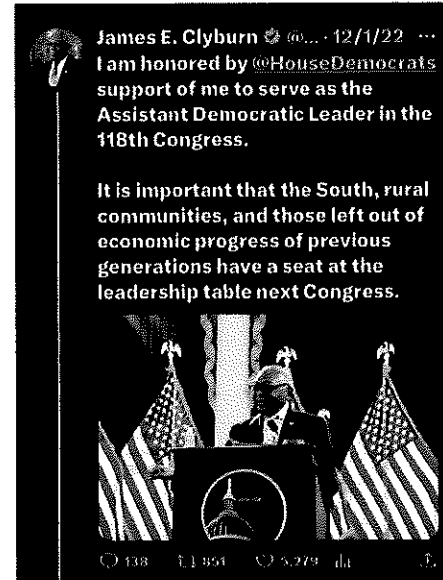 James E. Clyburn @... · 12/1/22 ...
I am honored by @HouseDemocrats
support of me to serve as the
Assistant Democratic Leader in the
118th Congress.
It is important that the South, rural
communities, and those left out of
economic progress of previous
generations have a seat at the
leadership table next Congress.
138 851 5,279